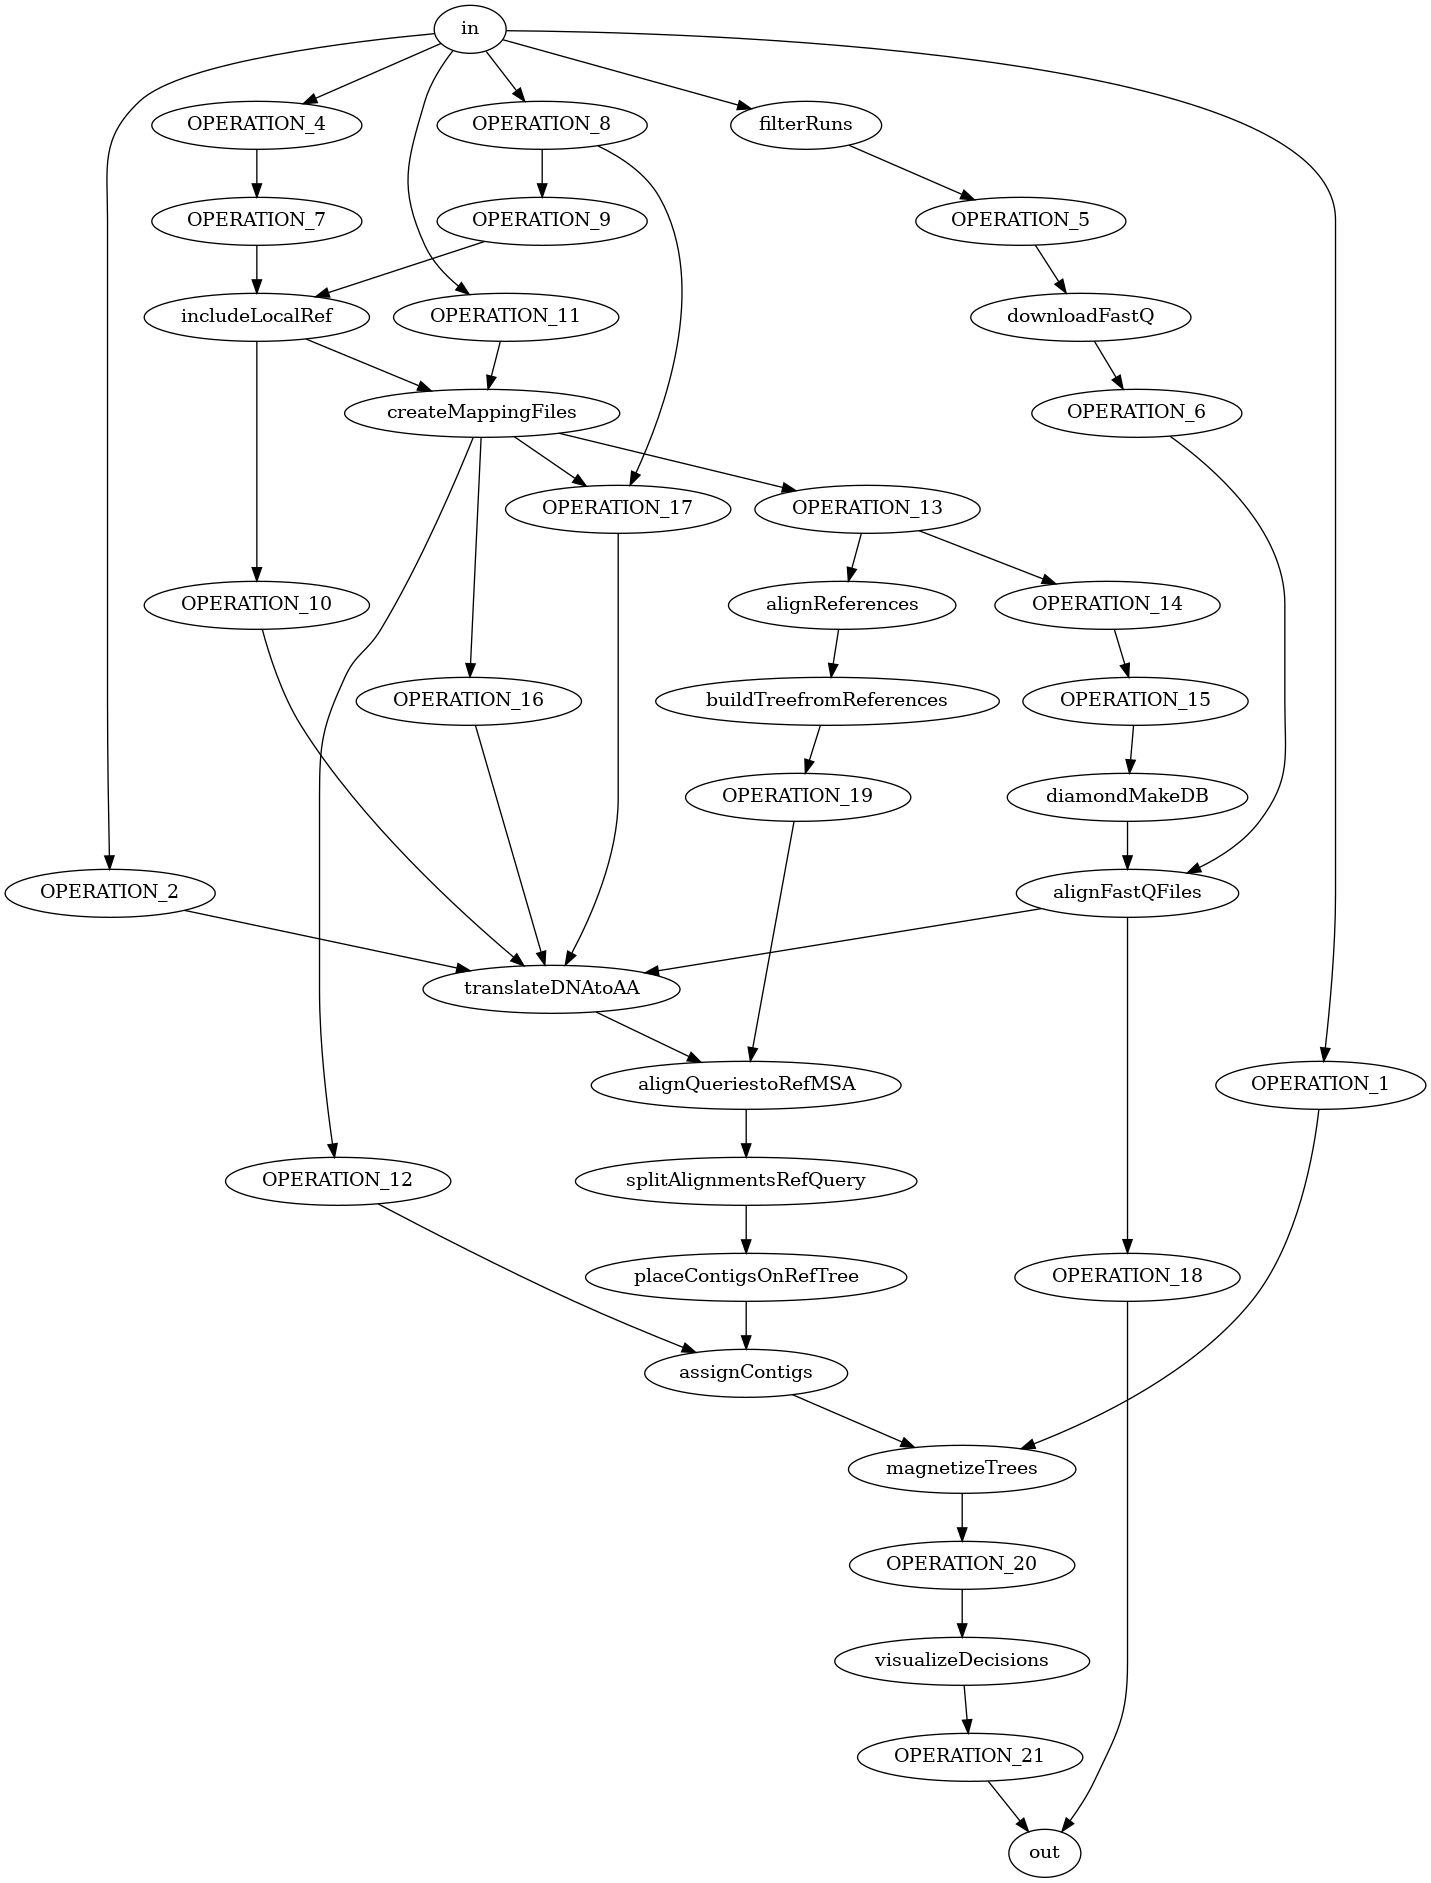 in
OPERATION_4
OPERATION_8
filterRuns
OPERATION_7
OPERATION_9
OPERATION_5
includeLocalRef
OPERATION_11
downloadFastQ
createMappingFiles
OPERATION_6
OPERATION_17
OPERATION_13
OPERATION_10
alignReferences
OPERATION_14
OPERATION_16
buildTreefromReferences
OPERATION_15
OPERATION_19
diamondMakeDB
OPERATION_2
alignFastQFiles
translateDNAtoAA
alignQueriestoRefMSA
OPERATION_1
OPERATION_12
splitAlignmentsRefQuery
placeContigsOnRefTree
OPERATION_18
assignContigs
magnetizeTrees
OPERATION_20
visualizeDecisions
OPERATION_21
out